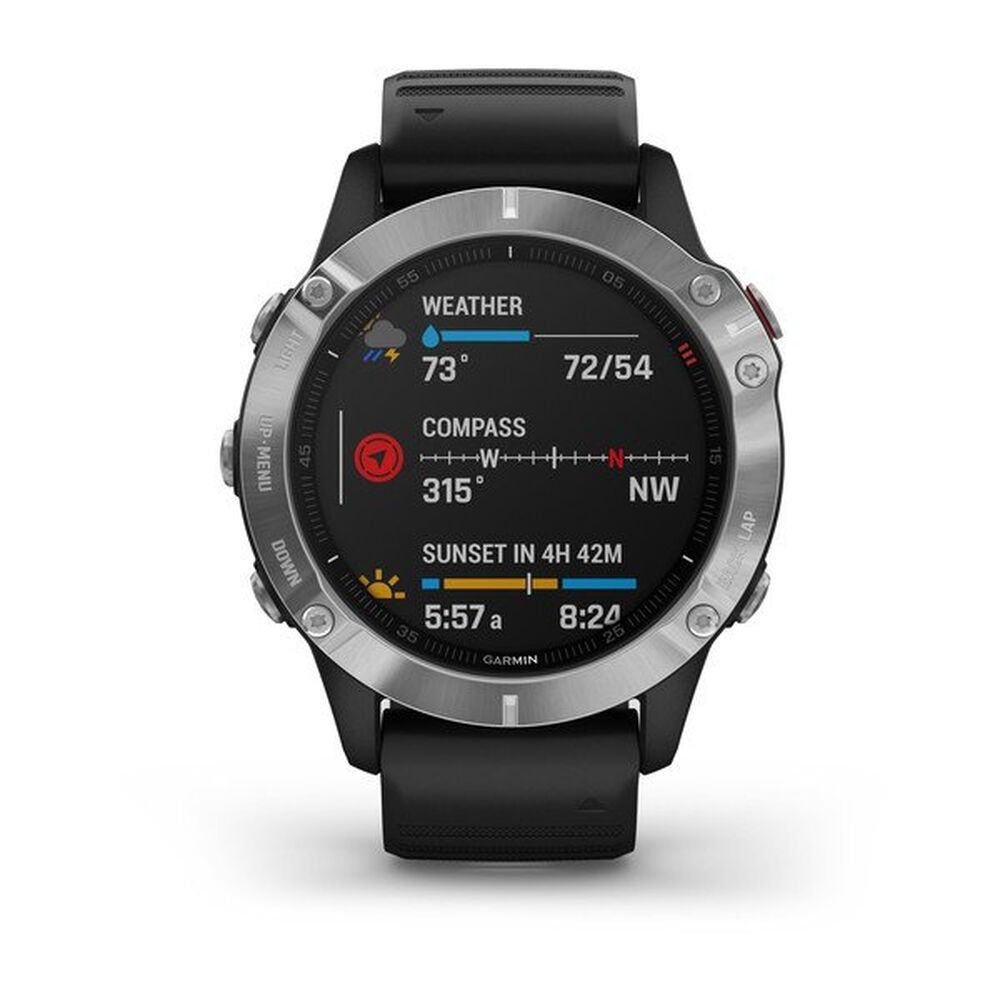 55
05
WEATHER
73°
72/54
LIGHT
COMPASS
W N
315° NW
45
15
UP·MENU
SUNSET IN 4H 42M
5:57 a
8:24
DOWN
BACK·LAP
35
25
GARMIN